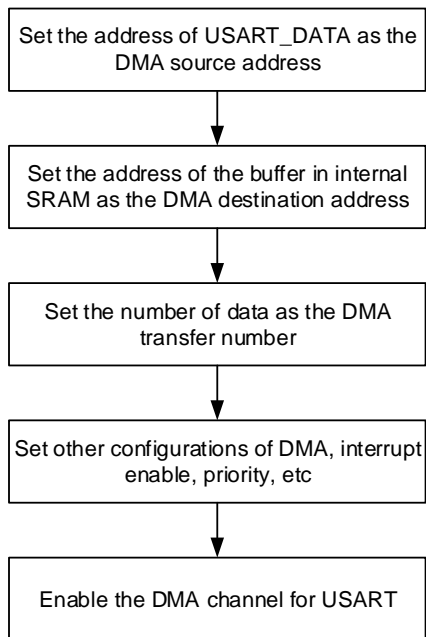 Set the address of USART_DATA as the
DMA source address
Set the address of the buffer in internal
SRAM as the DMA destination address
Set the number of data as the DMA
transfer number
Set other configurations of DMA, interrupt
enable, priority, etc
Enable the DMA channel for USART